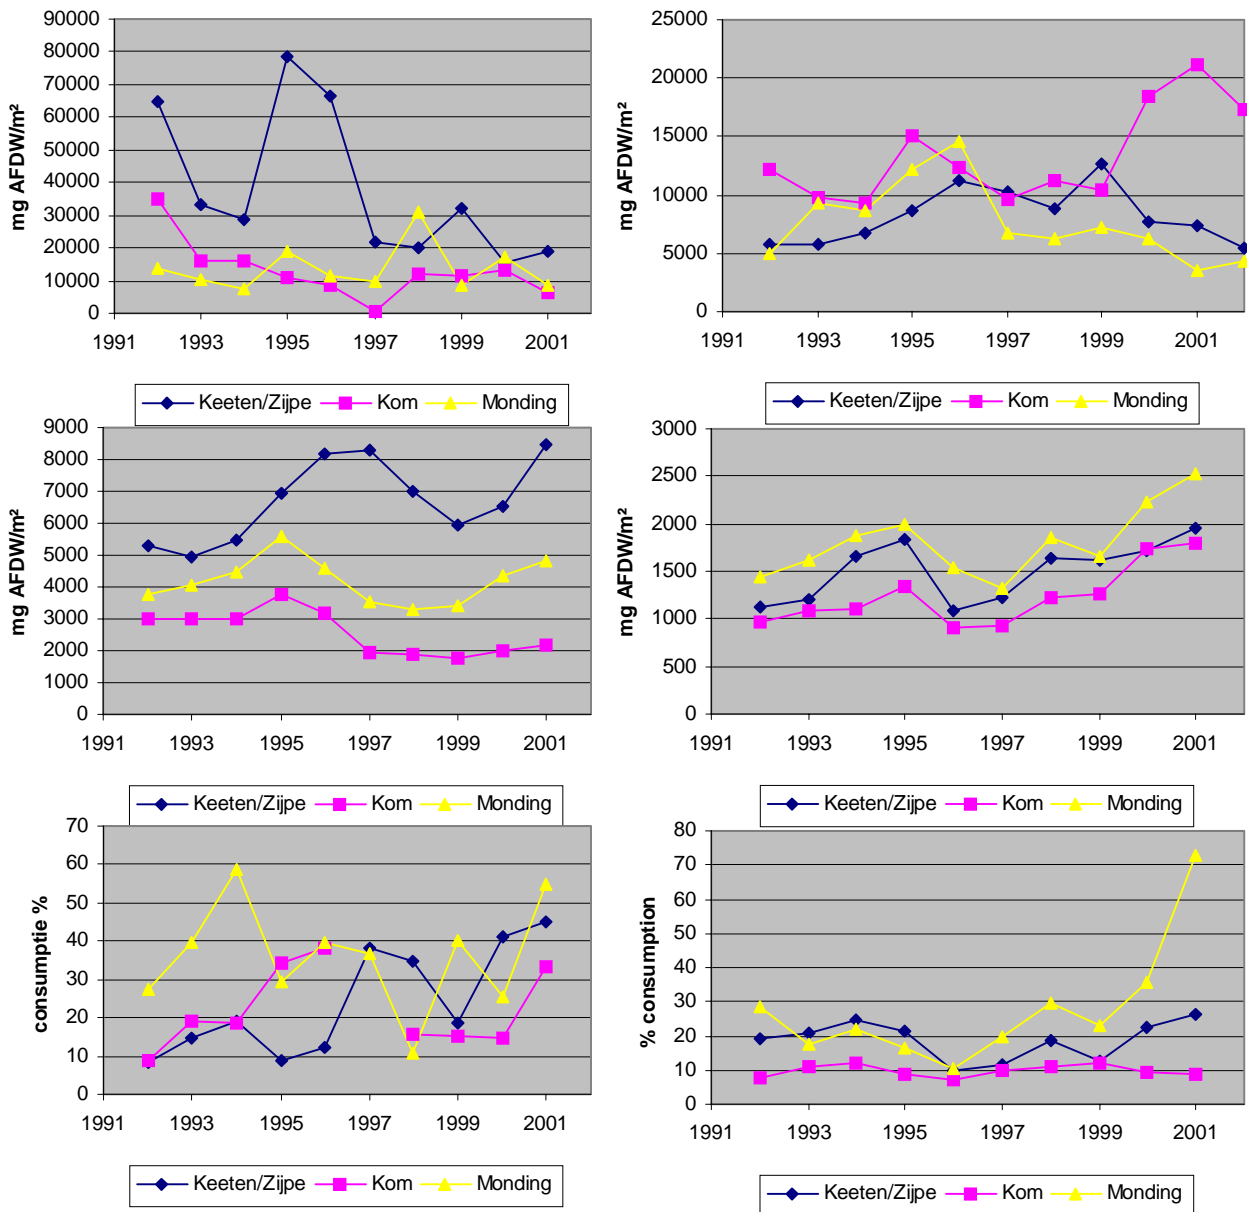 mg AFDW/m²
90000
80000
70000
60000
50000
40000
30000
20000
10000
0
1991 1993 1995 1997 1999 2001
Keeten/Zijpe Kom Monding
mg AFDW/m²
25000
20000
15000
10000
5000
0
1991 1993 1995 1997 1999 2001
Keeten/Zijpe Kom Monding
mg AFDW/m²
9000
8000
7000
6000
5000
4000
3000
2000
1000
0
1991 1993 1995 1997 1999 2001
Keeten/Zijpe Kom Monding
mg AFDW/m²
3000
2500
2000
1500
1000
500
0
1991 1993 1995 1997 1999 2001
Keeten/Zijpe Kom Monding
consumptie %
70
60
50
40
30
20
10
0
1991 1993 1995 1997 1999 2001
Keeten/Zijpe Kom Monding
% consumption
80
70
60
50
40
30
20
10
0
1991 1993 1995 1997 1999 2001
Keeten/Zijpe Kom Monding